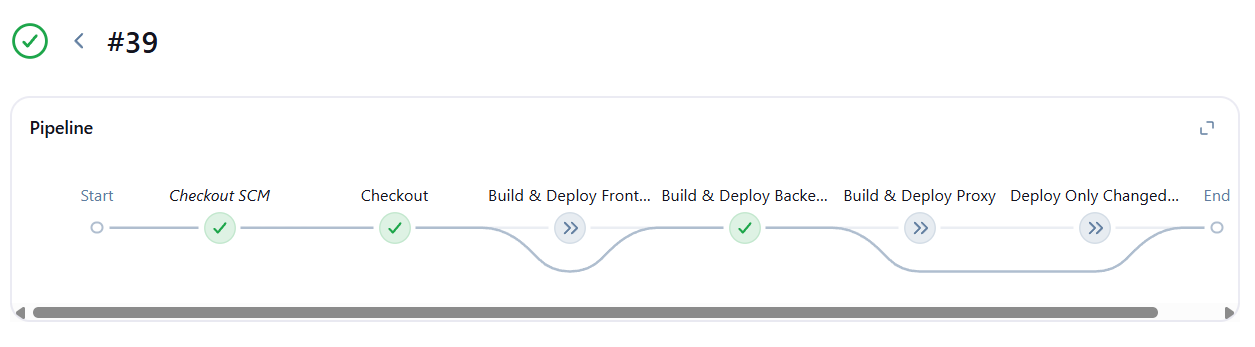 #39
Pipeline
Start
Checkout SCM
Checkout
Build & Deploy Front...
Build & Deploy Backe...
Build & Deploy Proxy
Deploy Only Changed...
End